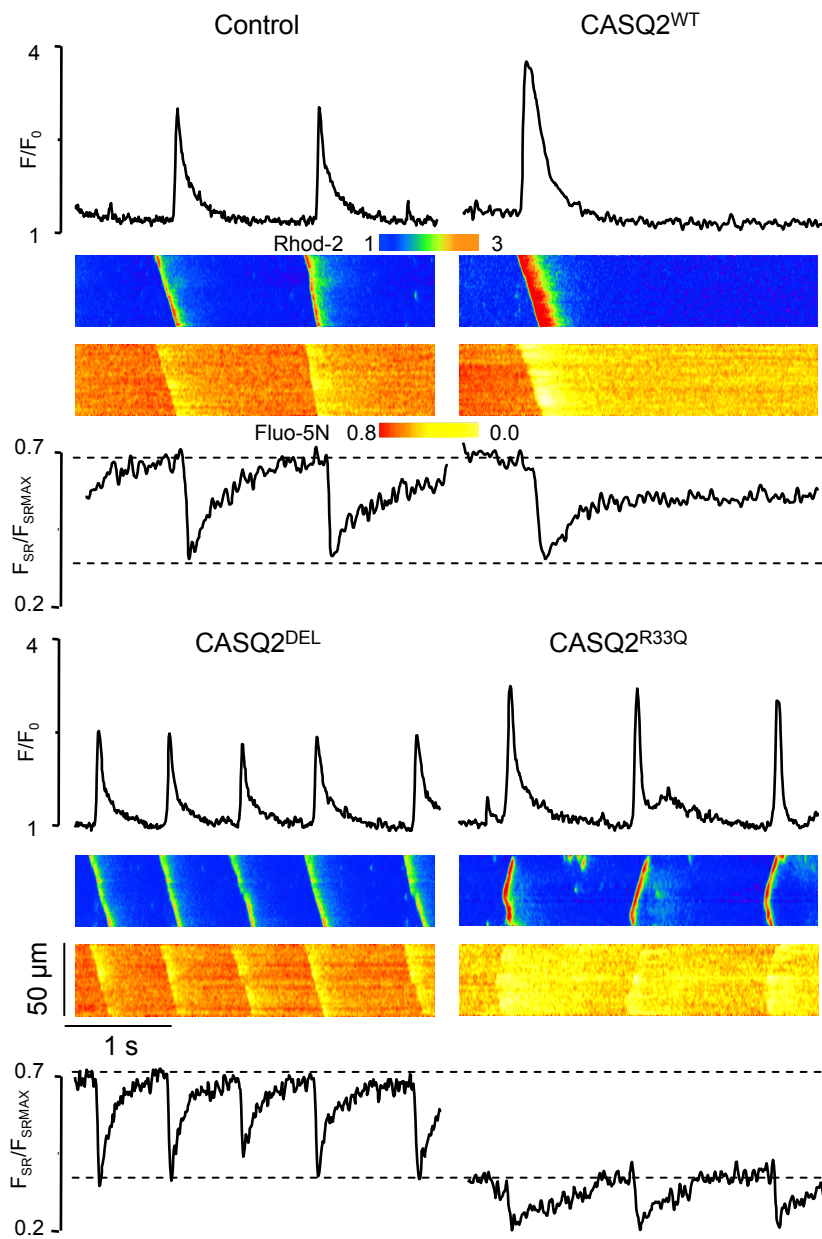 Control CASQ2WT
4
F/F0
1
Rhod-2 1 3
Fluo-5N 0.8 0.0
0.7
FSR/FSRMAX
0.2
CASQ2DEL CASQ2R33Q
4
F/F0
1
50 µm
1 s
0.7
FSR/FSRMAX
0.2